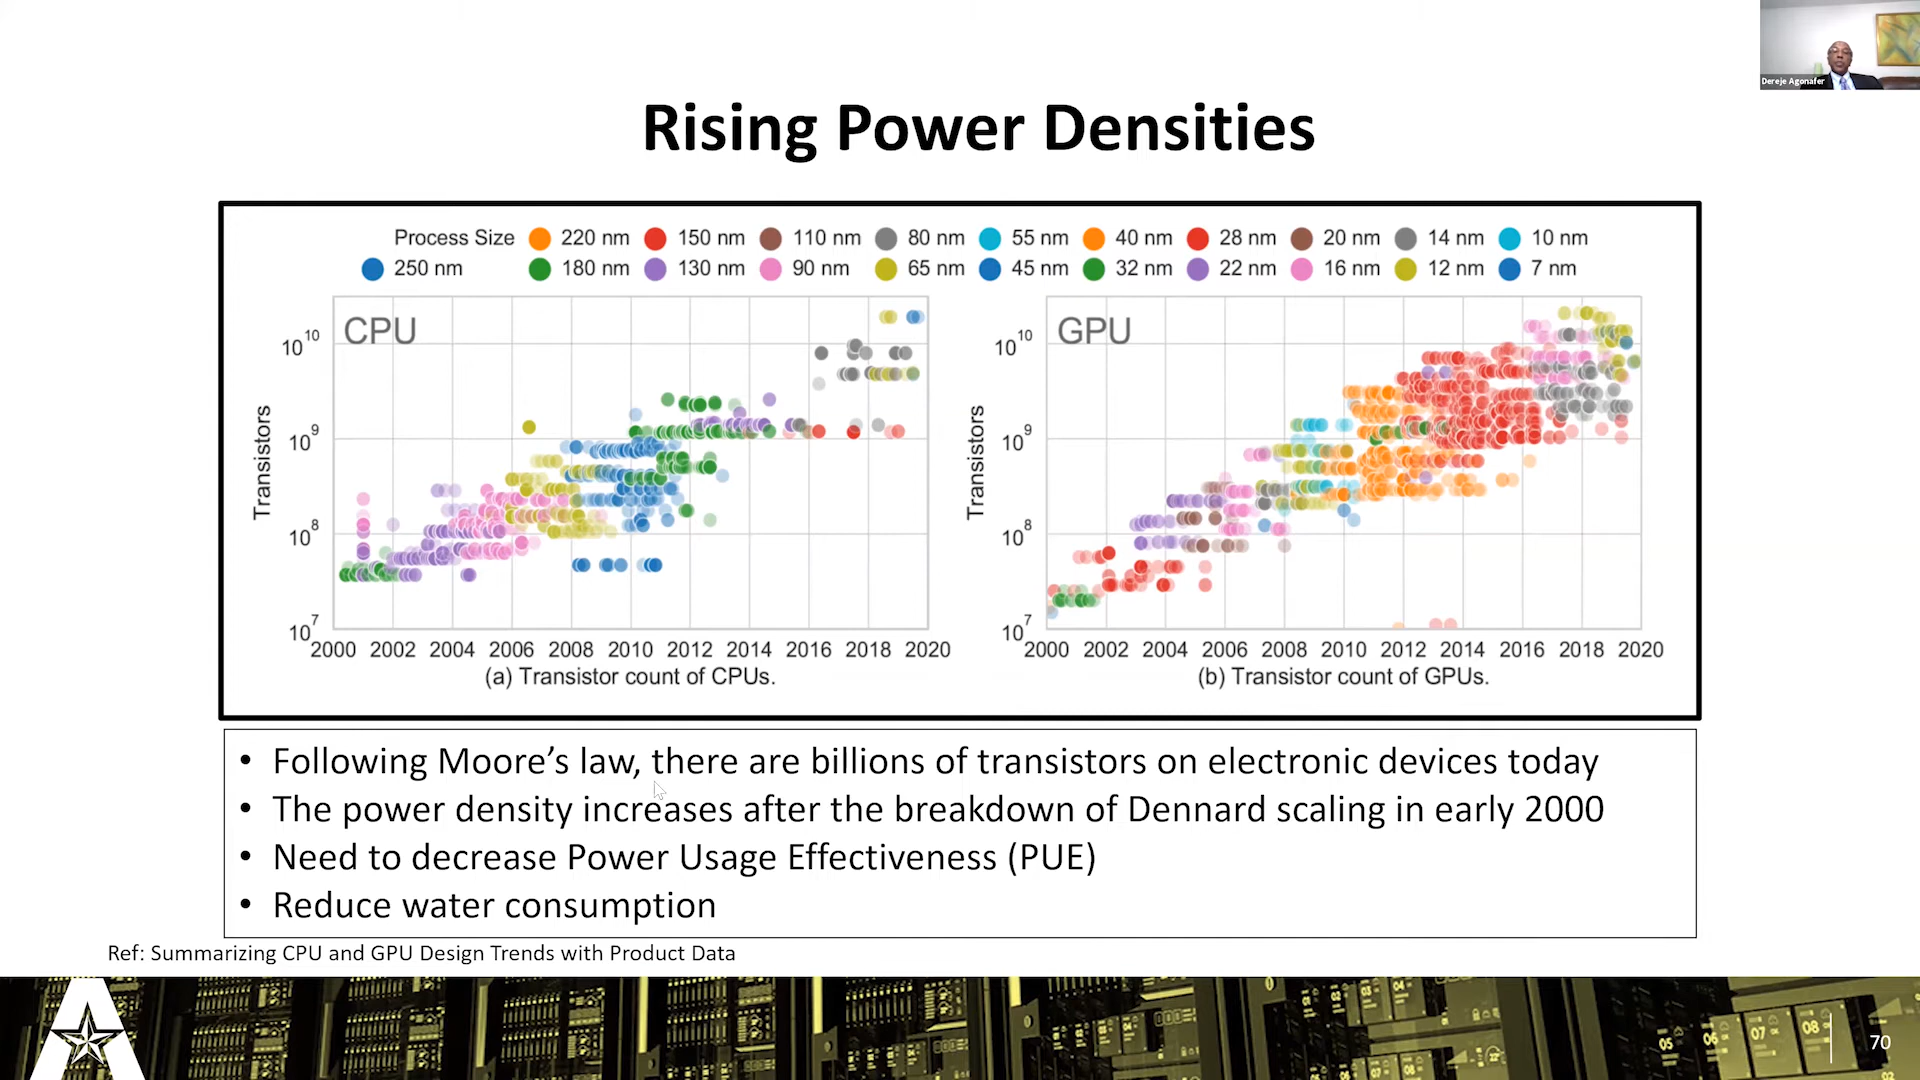 Dereje Agonafer
Rising Power Densities
Process Size 220 nm 150 nm 110 nm 80 nm 55 nm 40 nm 28 nm 20 nm 14 nm 10 nm
250 nm 180 nm 130 nm 90 nm 65 nm 45 nm 32 nm 22 nm 16 nm 12 nm 7 nm
CPU
10^10
10^9
10^8
10^7
Transistors
2000 2002 2004 2006 2008 2010 2012 2014 2016 2018 2020
(a) Transistor count of CPUs.
GPU
10^10
10^9
10^8
10^7
Transistors
2000 2002 2004 2006 2008 2010 2012 2014 2016 2018 2020
(b) Transistor count of GPUs.
• Following Moore’s law, there are billions of transistors on electronic devices today
• The power density increases after the breakdown of Dennard scaling in early 2000
• Need to decrease Power Usage Effectiveness (PUE)
• Reduce water consumption
Ref: Summarizing CPU and GPU Design Trends with Product Data
05 06 07 08
70